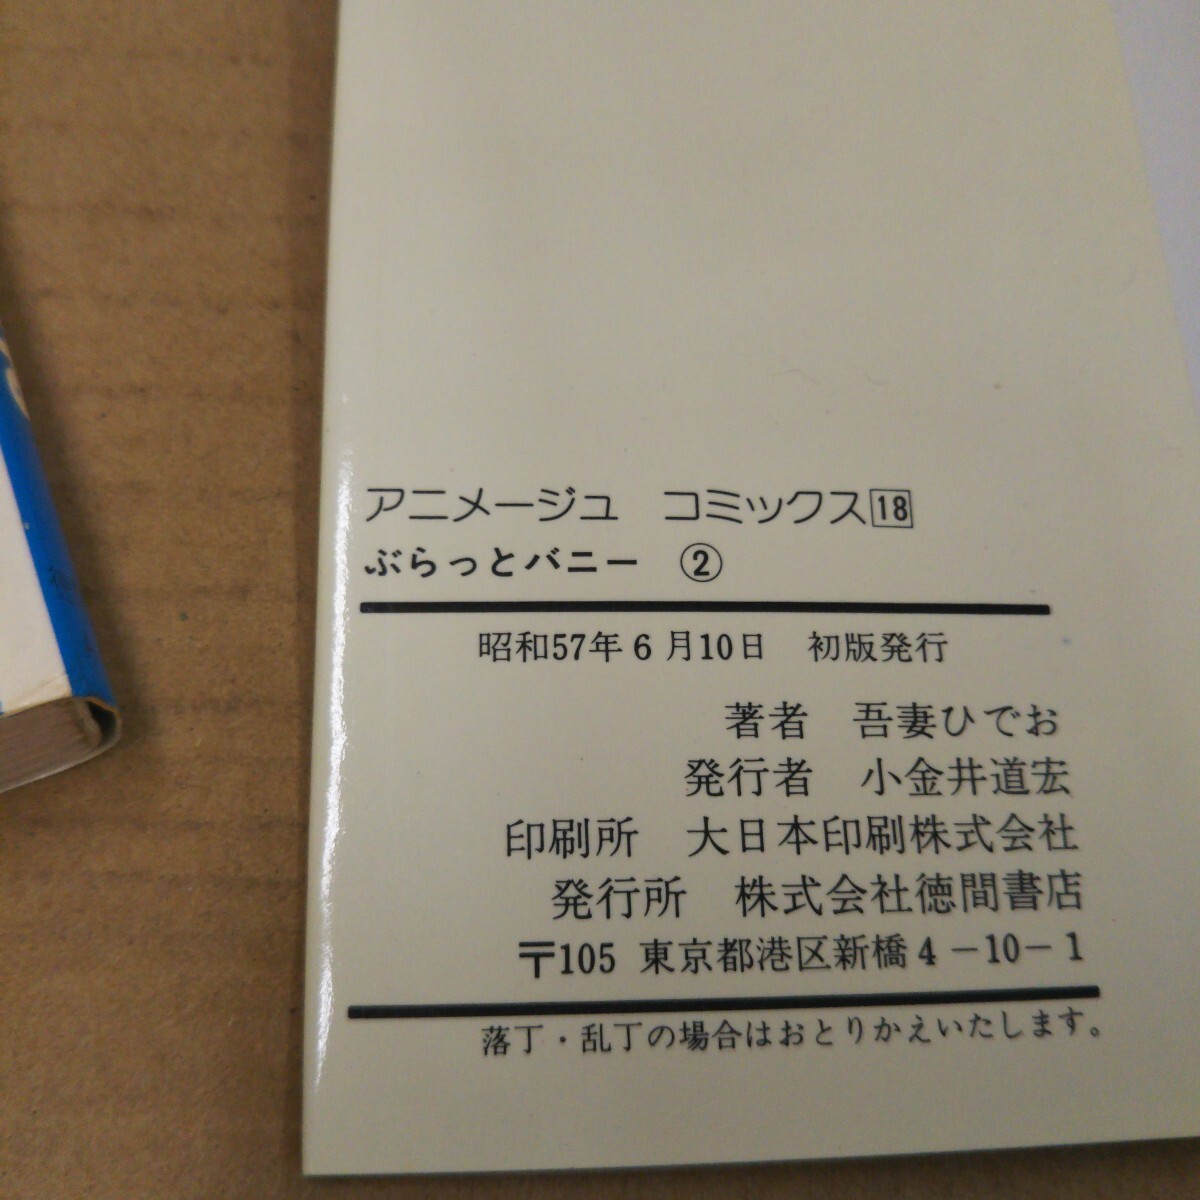 アニメージュ　コミックス18
ぶらっとバニー　②
昭和57年6月10日　初版発行
著者　吾妻ひでお
発行者　小金井道宏
印刷所　大日本印刷株式会社
発行所　株式会社徳間書店
〒105 東京都港区新橋4－10－1
落丁・乱丁の場合はおとりかえいたします。